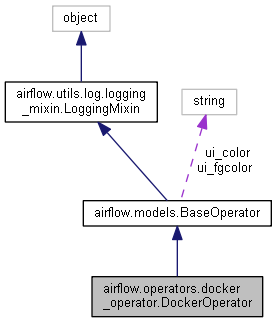 object
airflow.utils.log.logging
_mixin.LoggingMixin
string
ui_color
ui_fgcolor
airflow.models.BaseOperator
airflow.operators.docker
_operator.DockerOperator